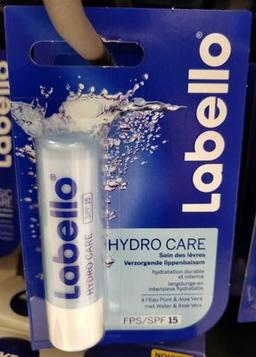 Labello
HYDRO CARE
Soin des lèvres
Verzorgende lippenbalsem
hydratation durable
et intense
langdurige en
intensieve hydratatie
à l'Eau Pure & Aloe Vera
met Water & Aloe Vera
FPS/SPF 15
Labello
HYDRO CARE
SPF 15